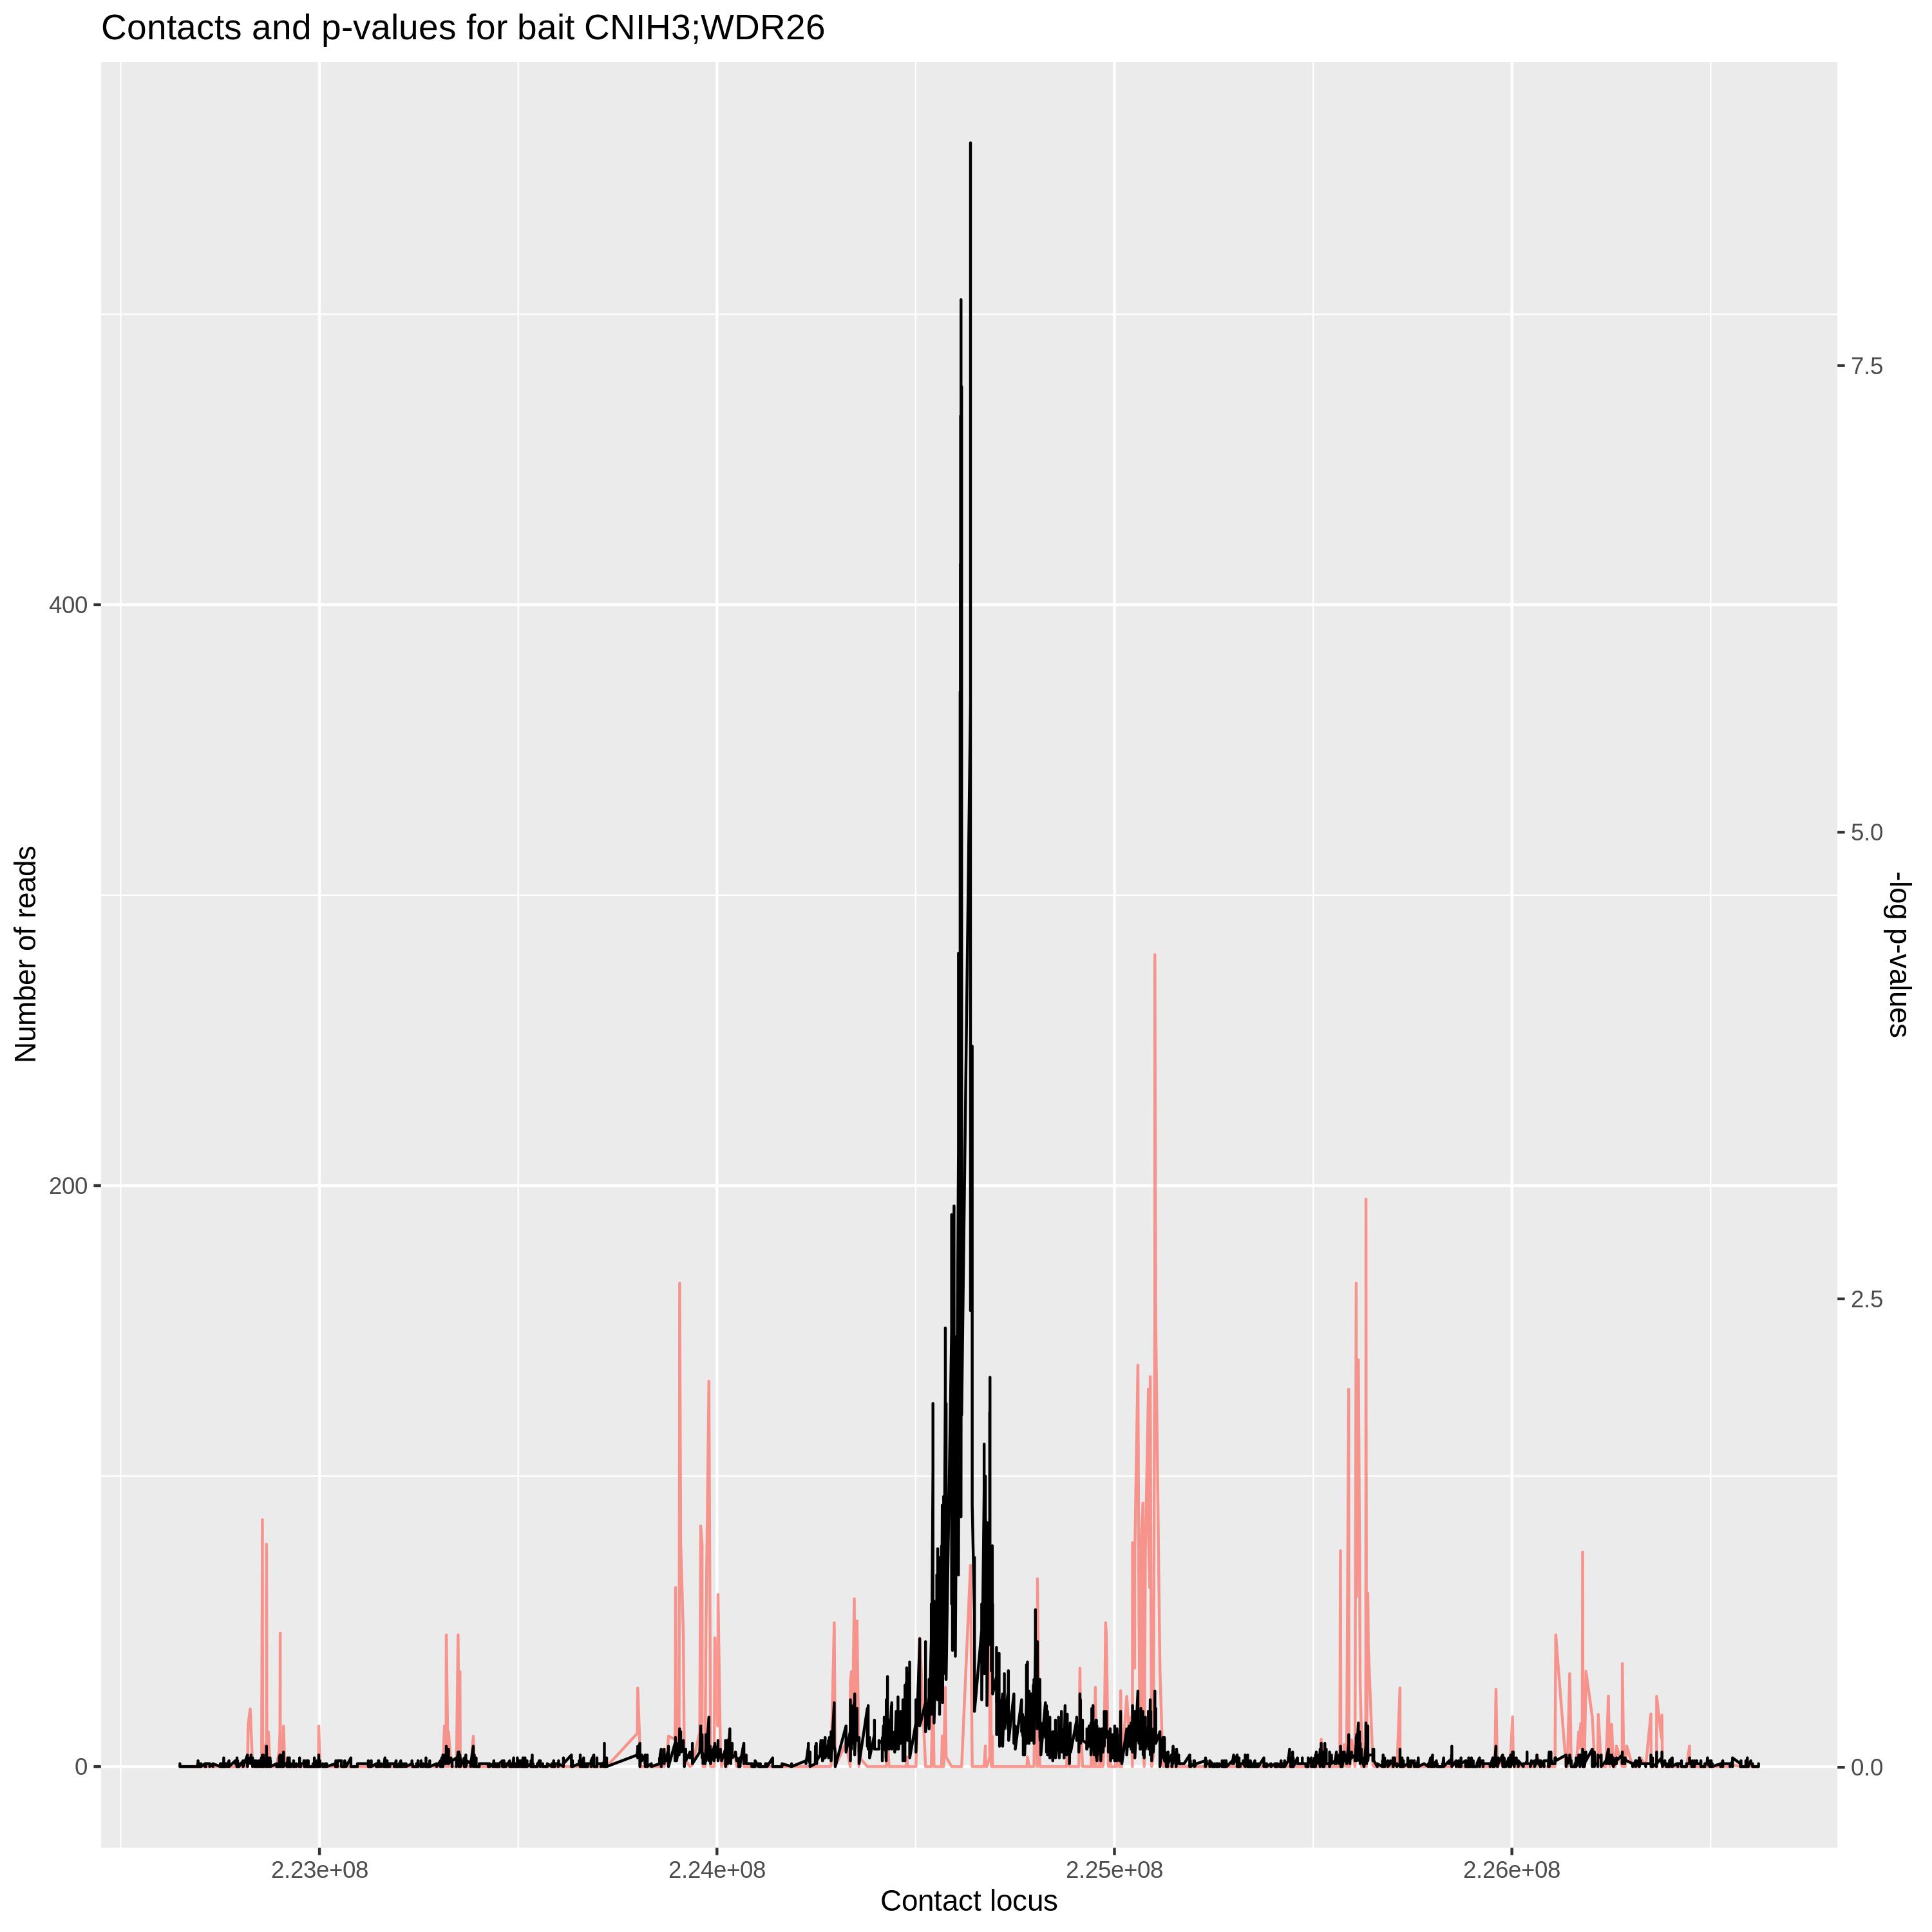 Contacts and p-values for bait CNIH3;WDR26
Number of reads
400
200
0
7.5
5.0
2.5
0.0
-log p-values
2.23e+08
2.24e+08
2.25e+08
2.26e+08
Contact locus